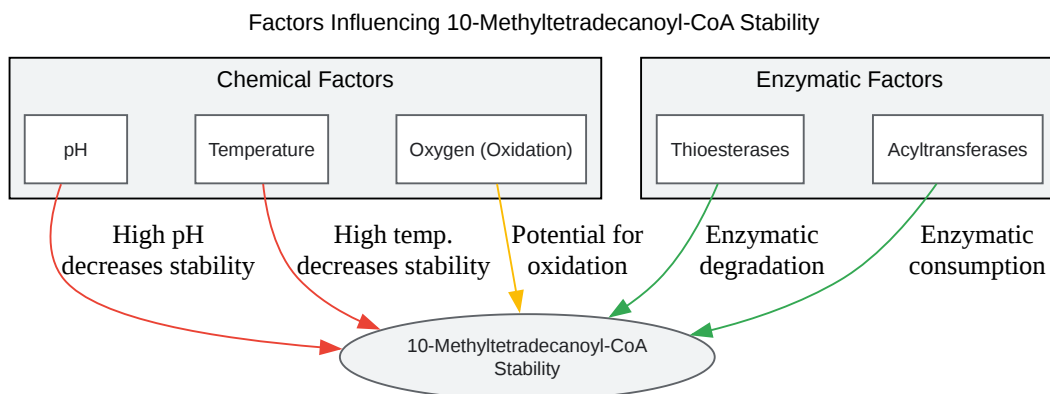 Factors Influencing 10-Methyltetradecanoyl-CoA Stability
Chemical Factors
Enzymatic Factors
pH
Temperature
Oxygen (Oxidation)
Thioesterases
Acyltransferases
High pH
decreases stability
High temp.
decreases stability
Potential for
oxidation
Enzymatic
degradation
Enzymatic
consumption
10-Methyltetradecanoyl-CoA
Stability